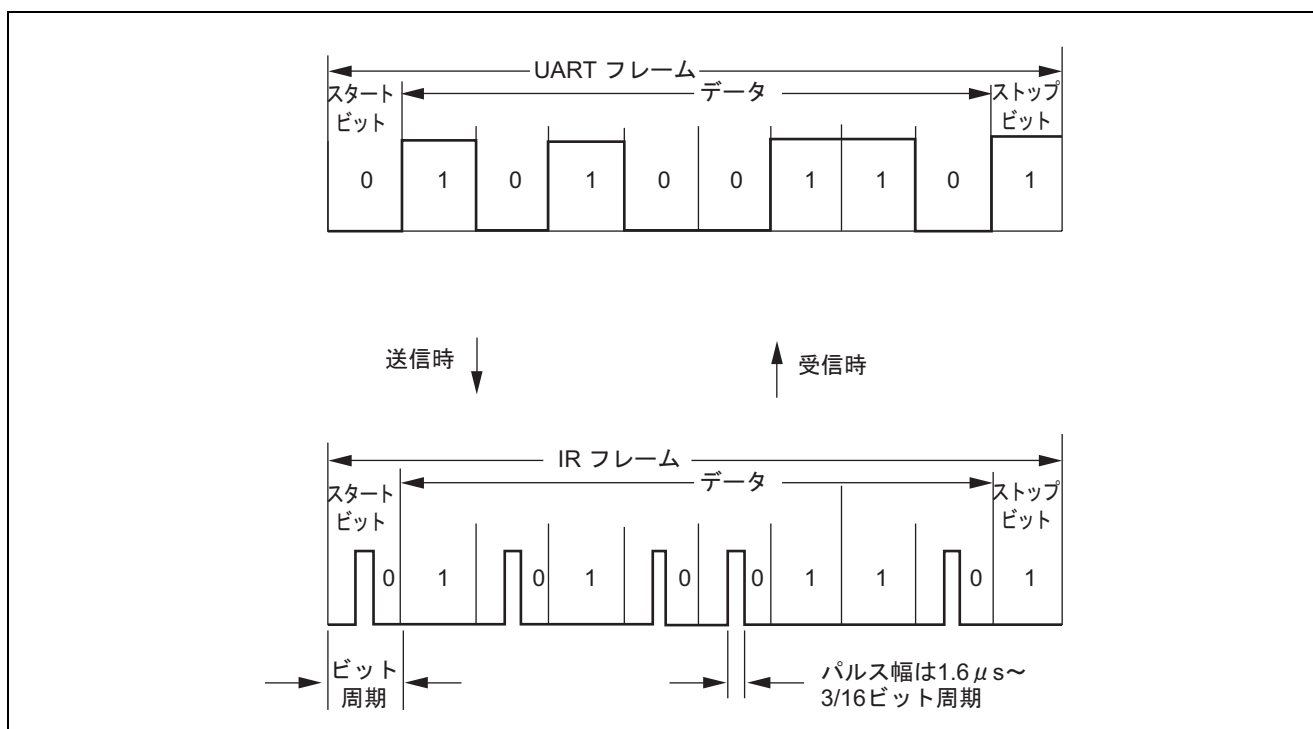 UART フレーム
スタート
ビット
データ
ストップ
ビット
0 1 0 1 0 0 1 1 0 1
送信時
受信時
IR フレーム
スタート
ビット
データ
ストップ
ビット
0 1 0 1 0 0 1 1 0 1
ビット
周期
パルス幅は1.6μs～
3/16ビット周期